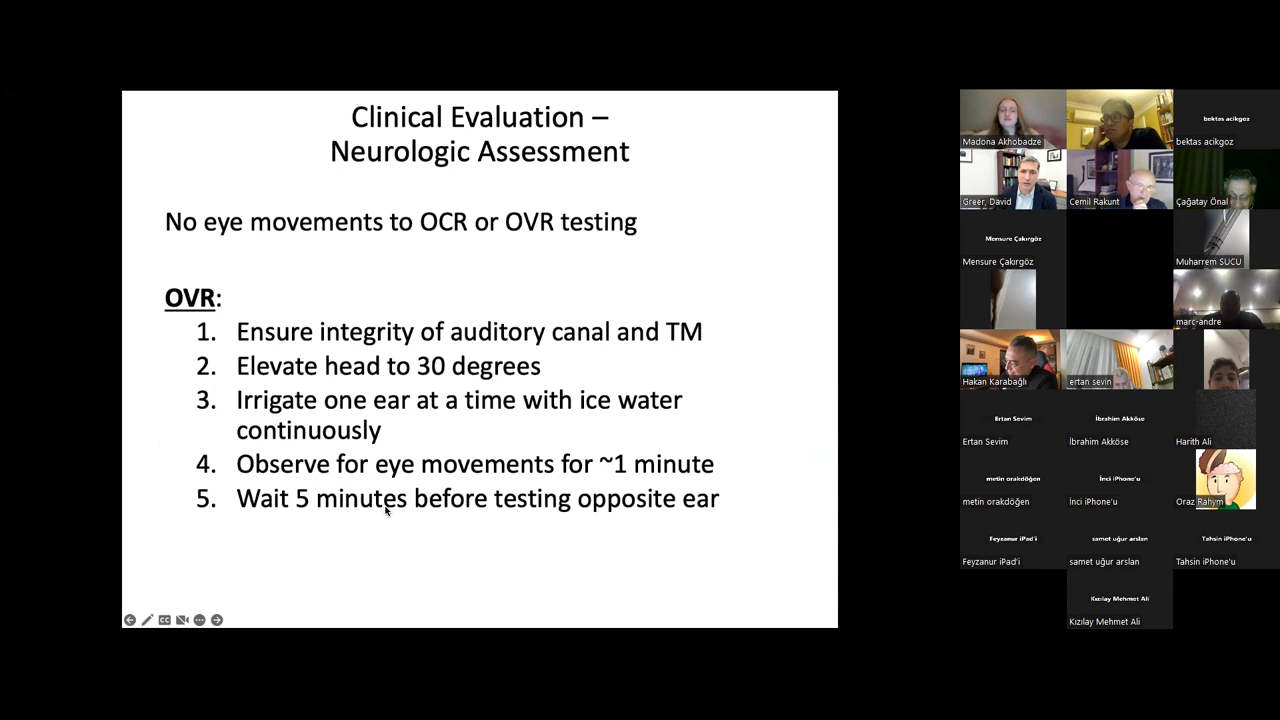 Clinical Evaluation –
Neurologic Assessment
No eye movements to OCR or OVR testing
OVR:
1. Ensure integrity of auditory canal and TM
2. Elevate head to 30 degrees
3. Irrigate one ear at a time with ice water
continuously
4. Observe for eye movements for ~1 minute
5. Wait 5 minutes before testing opposite ear
CC
Madona Akhobadze
bektas acikgoz
bektas acikgoz
Greer, David
Cemil Rakunt
Çağatay Önal
Mensure Çakırgöz
Mensure Çakırgöz
Muharrem SUCU
marc-andre
Hakan Karabağlı
ertan sevin
Ertan Sevim
Ertan Sevim
İbrahim Akköse
İbrahim Akköse
Harith Ali
metin orakdöğen
metin orakdöğen
İnci iPhone'u
İnci iPhone'u
Oraz Rahym
Feyzanur iPad'i
Feyzanur iPad'i
samet uğur arslan
samet uğur arslan
Tahsin iPhone'u
Tahsin iPhone'u
Kızılay Mehmet Ali
Kızılay Mehmet Ali